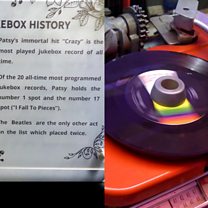 KEBOX HISTORY
Patsy's immortal hit "Crazy" is the
most played jukebox record of all
time.
Of the 20 all-time most programmed
jukebox records, Patsy holds the
number 1 spot and the number 17
spot ("I Fall To Pieces").
The Beatles are the only other act
on the list which placed twice.